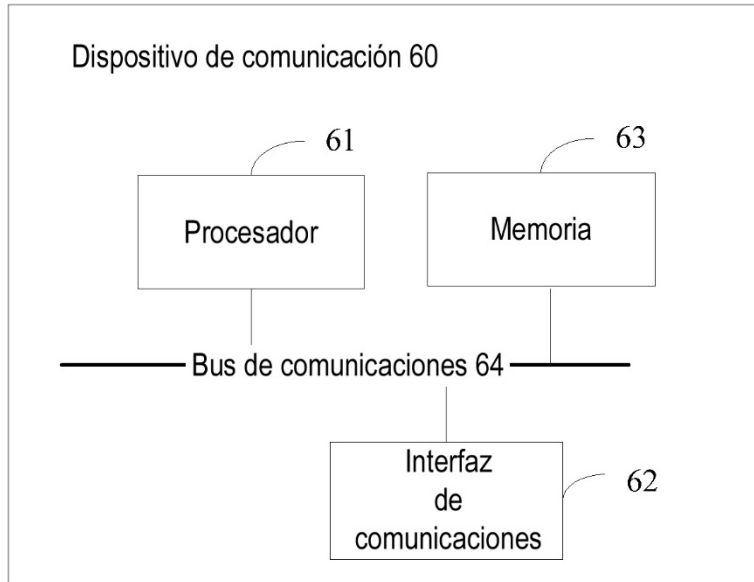 Dispositivo de comunicación 60
61
63
Procesador
Memoria
Bus de comunicaciones 64
Interfaz
de
comunicaciones
62